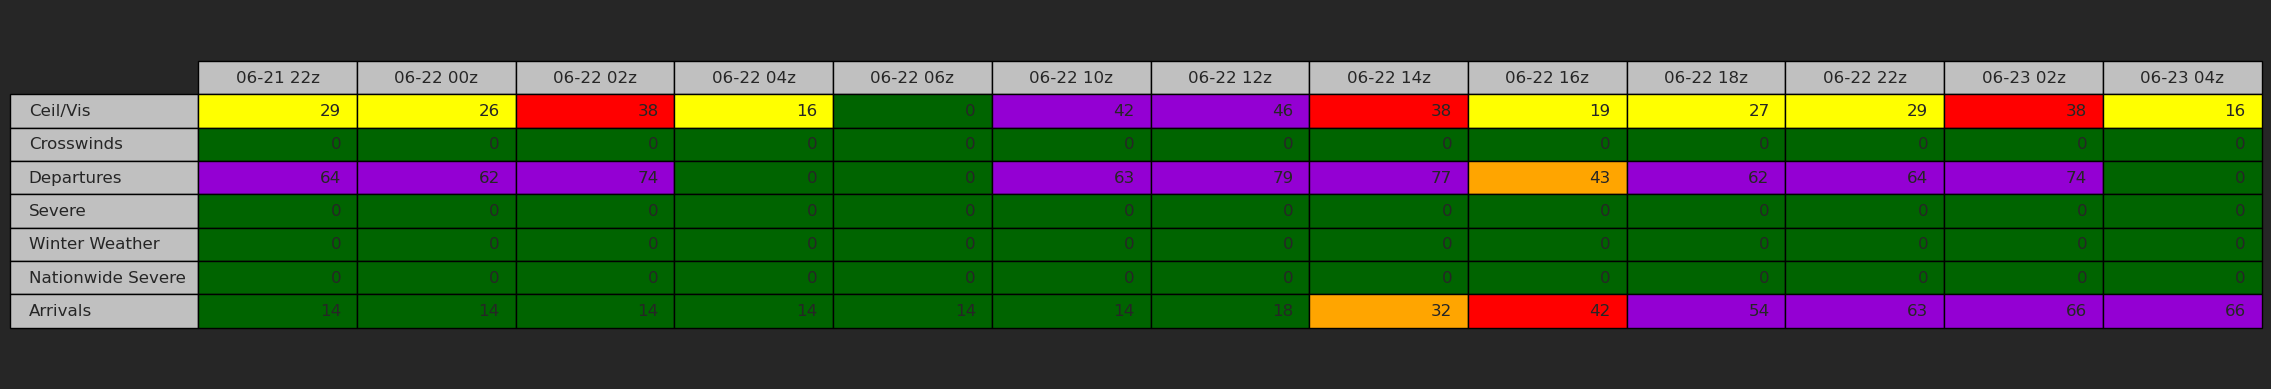 06-21 22z 06-22 00z 06-22 02z 06-22 04z 06-22 06z 06-22 10z 06-22 12z 06-22 14z 06-22 16z 06-22 18z 06-22 22z 06-23 02z 06-23 04z
Ceil/Vis 29 26 38 16 0 42 46 38 19 27 29 38 16
Crosswinds 0 0 0 0 0 0 0 0 0 0 0 0 0
Departures 64 62 74 0 0 63 79 77 43 62 64 74 0
Severe 0 0 0 0 0 0 0 0 0 0 0 0 0
Winter Weather 0 0 0 0 0 0 0 0 0 0 0 0 0
Nationwide Severe 0 0 0 0 0 0 0 0 0 0 0 0 0
Arrivals 14 14 14 14 14 14 18 32 42 54 63 66 66